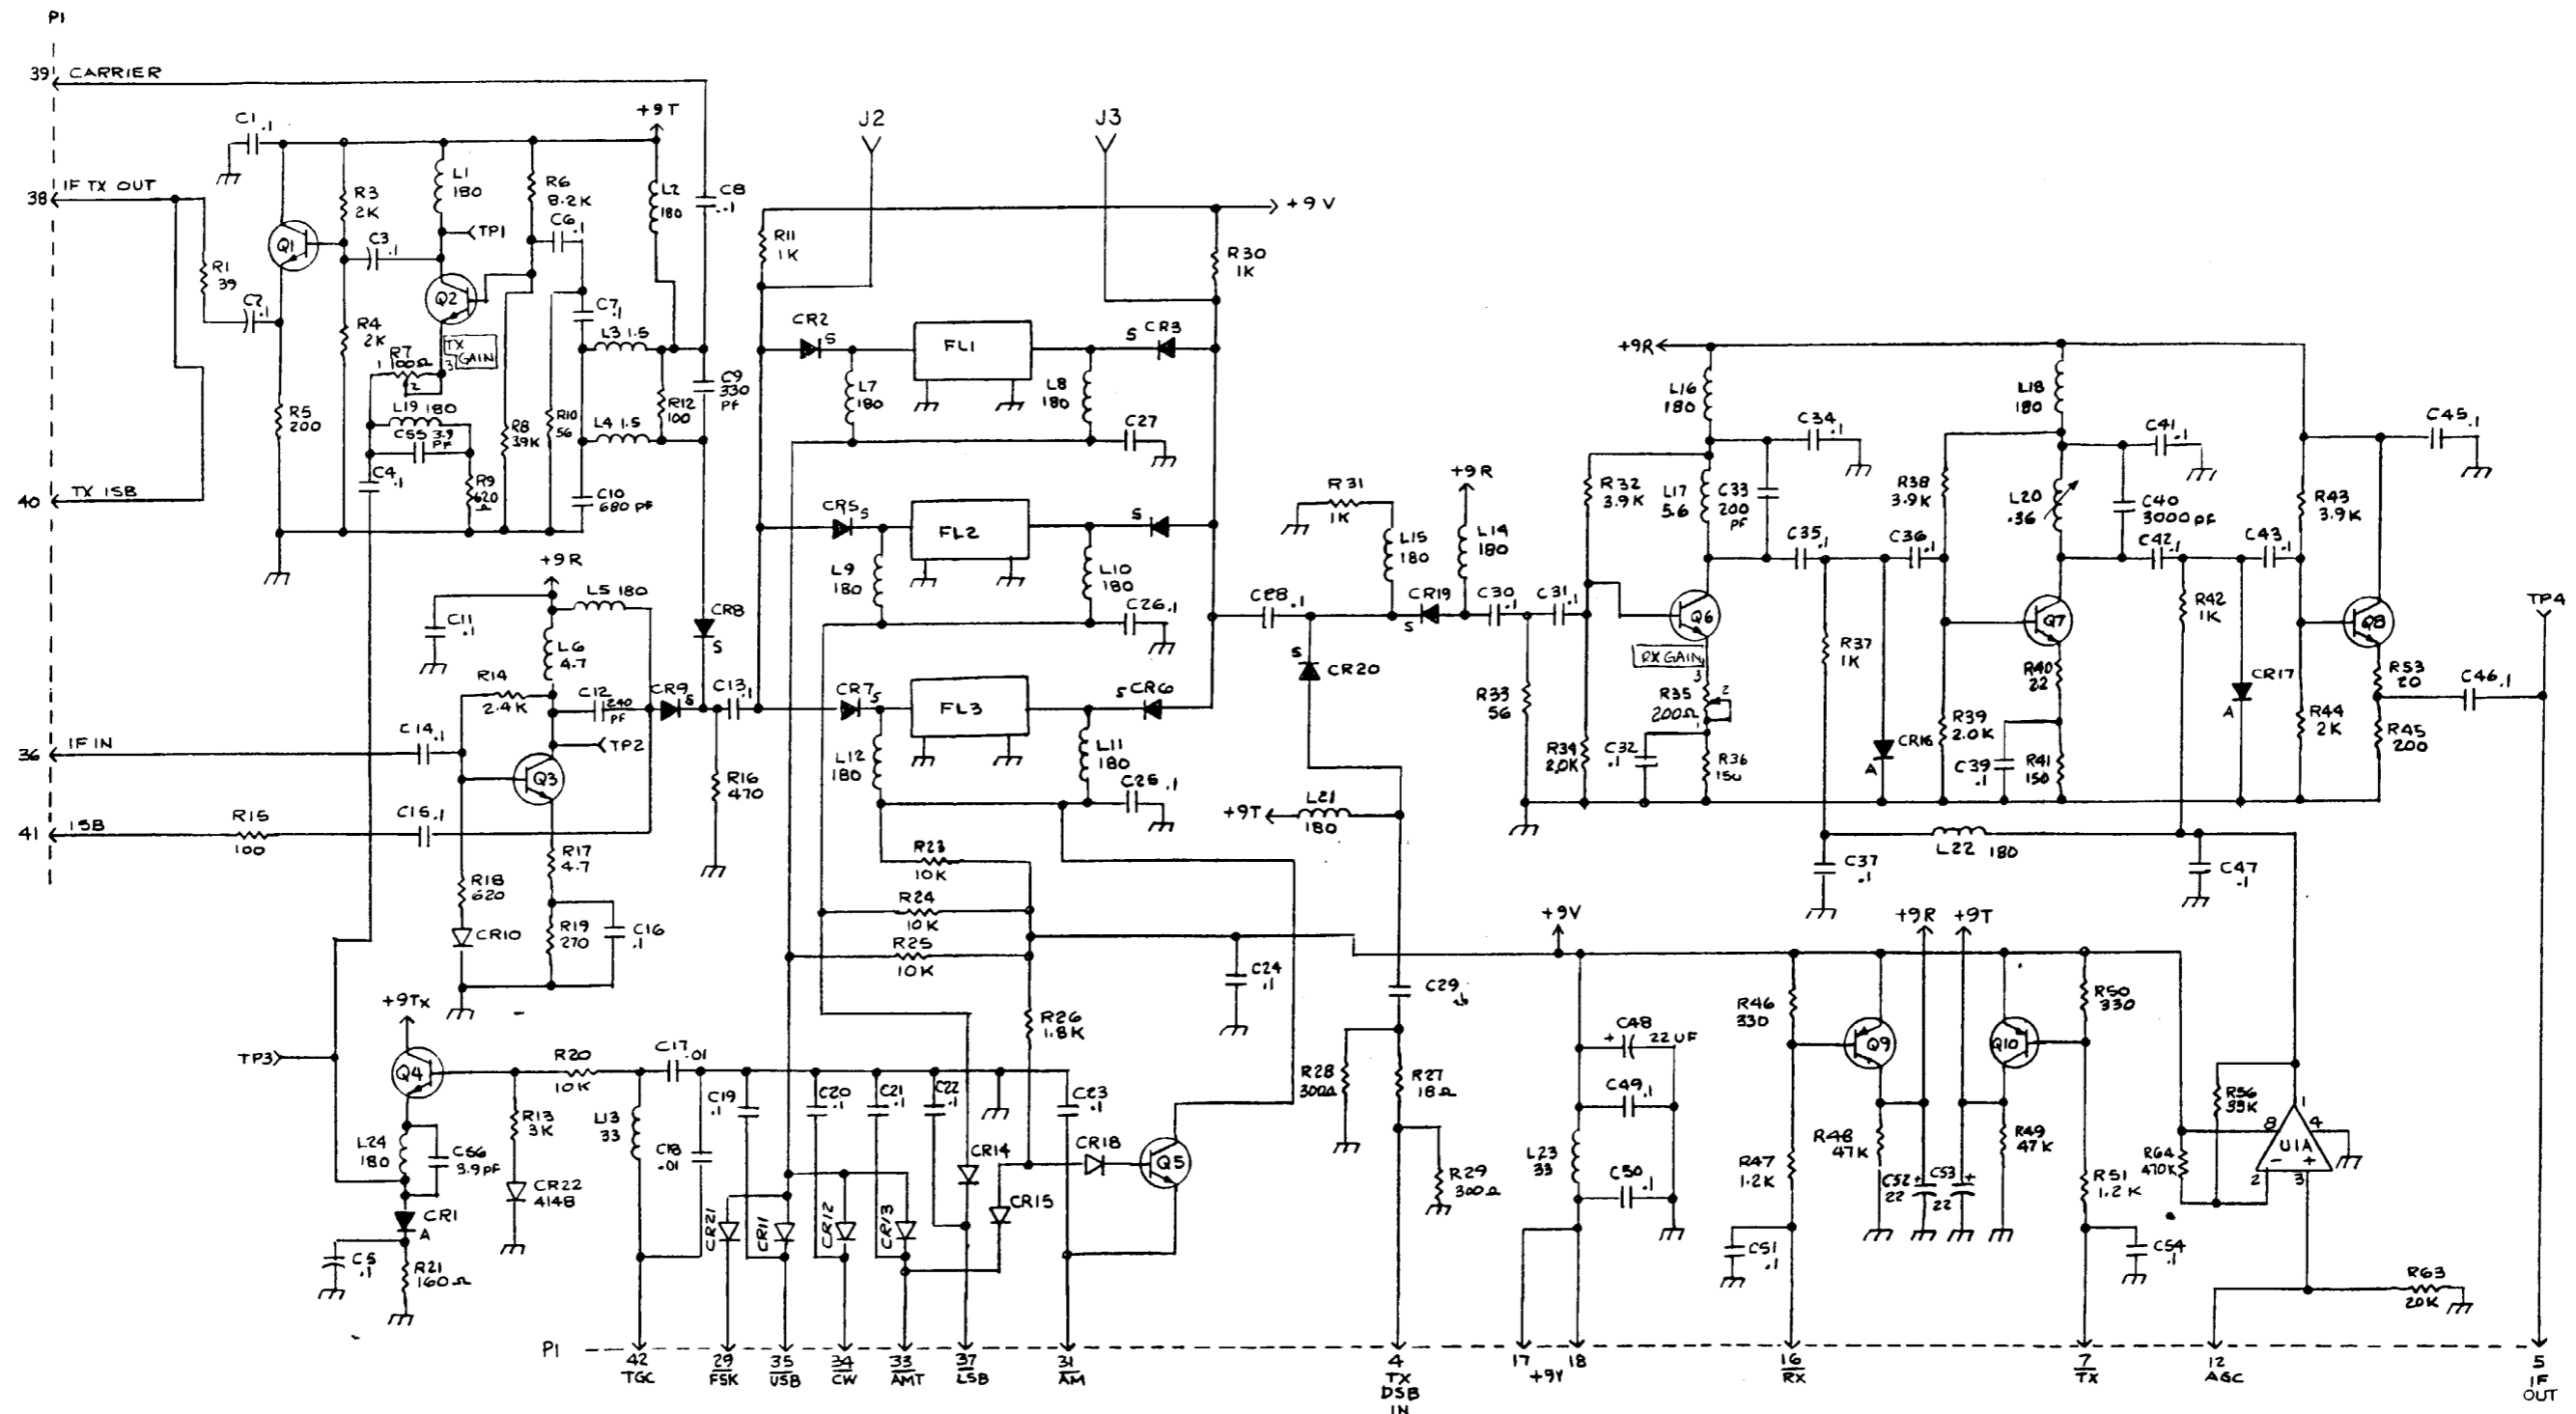 P1
39 CARRIER
C1 .1
+9T
J2
J3
38 IF TX OUT
R3
2K
L1
180
R6
8.2K
L2
180
C8
.1
C6 .1
+9V
Q1
TP1
R11
1K
R30
1K
C3 .1
R1
39
C2 .1
Q2
C7 .1
R4
2K
TX
GAIN
R7
100Ω
3
2
L3 1.5
CR2 S
FL1
S CR3
+9R
C9
330
PF
L16
180
L18
180
L19 180
R5
200
C55 3.9
PF
R8
39K
R10
56
R12
100
L7
180
L8
180
L4 1.5
C27
C34 .1
C41 .1
C45 .1
C4 .1
R9
620
Ω
C10
680 PF
40 TX ISB
CR5 S
FL2
S
R31
1K
+9R
R32
3.9K
L17
5.6
C33
200
PF
R38
3.9K
L20
.36
C40
3000 PF
R43
3.9K
L15
180
L14
180
C35 .1
C36 .1
C42 .1
C43 .1
+9R
L9
180
L10
180
L5 180
C11
.1
CR8
S
C26 .1
C28 .1
CR19
S
C30 .1
C31 .1
Q6
R42
1K
Q7
Q8
TP4
L6
4.7
S
CR20
RX GAIN
R37
1K
R40
22
CR17
A
R53
20
C46 .1
R14
2.4K
C12
240
PF
CR9 S
C13 .1
CR7 S
FL3
S CR6
R33
56
3
R35
200Ω
2
1
R39
2.0K
R44
2K
R45
200
36 IF IN
C14 .1
TP2
Q3
R16
470
L12
180
L11
180
C25 .1
R34
2.0K
C32
.1
R36
150
CR16
A
C39
.1
R41
150
41 ISB
R15
100
C15 .1
+9T
L21
180
L22 180
R17
4.7
R23
10K
C37
.1
C47
.1
R18
620
R24
10K
+9V
+9R
+9T
CR10
R19
270
C16
.1
R25
10K
C24
.1
C29
R46
330
R50
330
+9Tx
R26
1.8K
C48
+ 22UF
Q9
Q10
TP3
Q4
R20
10K
C17 .01
R28
300Ω
R27
18Ω
C49 .1
R56
33K
1
R13
3K
L13
33
C19
.1
C20
.1
C21
.1
C22
.1
C23
.1
L24
180
C56
3.9PF
C18
.01
CR14
CR18
Q5
R29
300Ω
L23
33
C50 .1
R47
1.2K
R48
47K
C52 +
22
C53 +
22
R49
47K
R51
1.2K
R64
470K
8
U1A
4
-
+
2
3
CR22
4148
CR1
A
CR21
CR11
CR12
CR13
CR15
C5
.1
R21
160Ω
C51
.1
C54
.1
R63
20K
P1
42
TGC
29
FSK
35
USB
34
CW
33
AMT
37
LSB
31
AM
4
TX
DSB
IN
17
+9V
18
16
RX
7
TX
12
AGC
5
IF
OUT